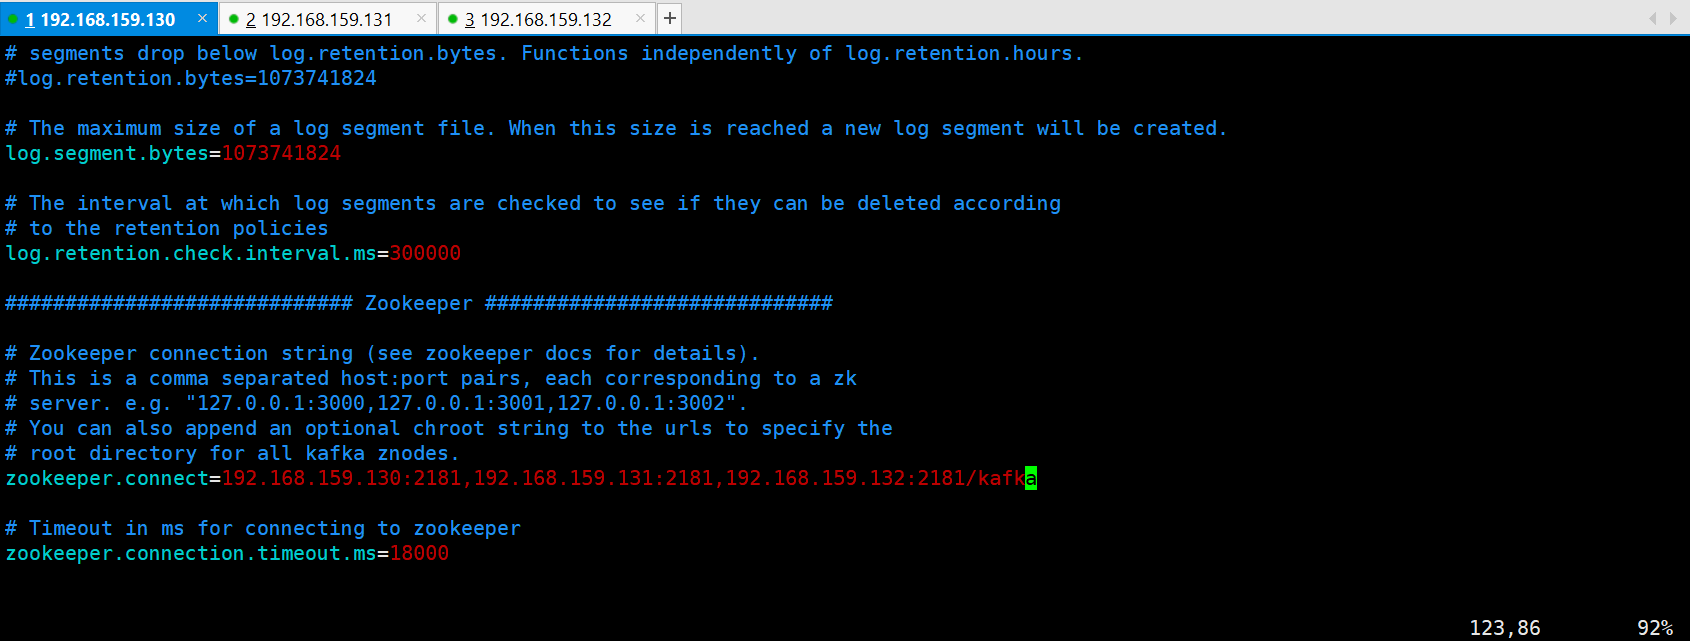 1 192.168.159.130 × 2 192.168.159.131 × 3 192.168.159.132 × +
# segments drop below log.retention.bytes. Functions independently of log.retention.hours.
#log.retention.bytes=1073741824
# The maximum size of a log segment file. When this size is reached a new log segment will be created.
log.segment.bytes=1073741824
# The interval at which log segments are checked to see if they can be deleted according
# to the retention policies
log.retention.check.interval.ms=300000
############################# Zookeeper #############################
# Zookeeper connection string (see zookeeper docs for details).
# This is a comma separated host:port pairs, each corresponding to a zk
# server. e.g. "127.0.0.1:3000,127.0.0.1:3001,127.0.0.1:3002".
# You can also append an optional chroot string to the urls to specify the
# root directory for all kafka znodes.
zookeeper.connect=192.168.159.130:2181,192.168.159.131:2181,192.168.159.132:2181/kafka
# Timeout in ms for connecting to zookeeper
zookeeper.connection.timeout.ms=18000
123,86 92%